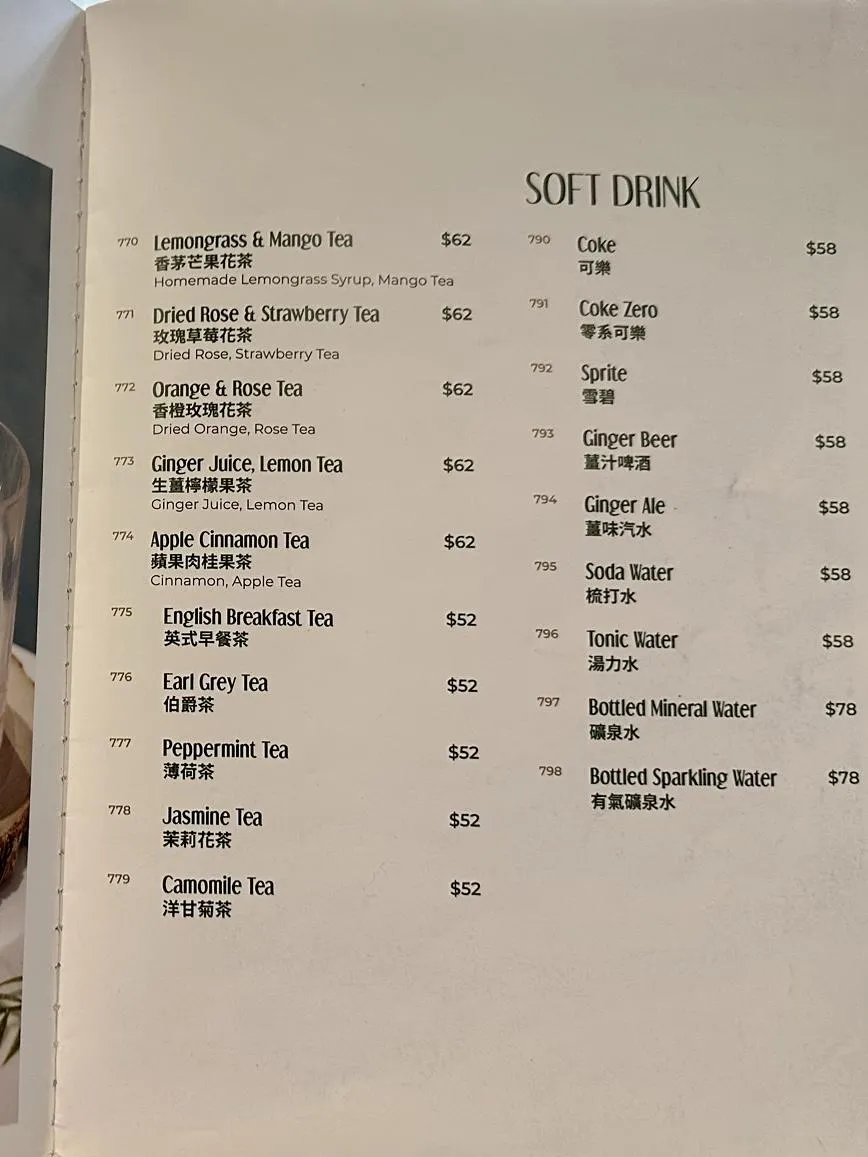 770 Lemongrass & Mango Tea $62
香茅芒果花茶
Homemade Lemongrass Syrup, Mango Tea
771 Dried Rose & Strawberry Tea $62
玫瑰草莓花茶
Dried Rose, Strawberry Tea
772 Orange & Rose Tea $62
香橙玫瑰花茶
Dried Orange, Rose Tea
773 Ginger Juice, Lemon Tea $62
生薑檸檬果茶
Ginger Juice, Lemon Tea
774 Apple Cinnamon Tea $62
蘋果肉桂果茶
Cinnamon, Apple Tea
775 English Breakfast Tea $52
英式早餐茶
776 Earl Grey Tea $52
伯爵茶
777 Peppermint Tea $52
薄荷茶
778 Jasmine Tea $52
茉莉花茶
779 Camomile Tea $52
洋甘菊茶
SOFT DRINK
790 Coke $58
可樂
791 Coke Zero $58
零系可樂
792 Sprite $58
雪碧
793 Ginger Beer $58
薑汁啤酒
794 Ginger Ale $58
薑味汽水
795 Soda Water $58
梳打水
796 Tonic Water $58
湯力水
797 Bottled Mineral Water $78
礦泉水
798 Bottled Sparkling Water $78
有氣礦泉水